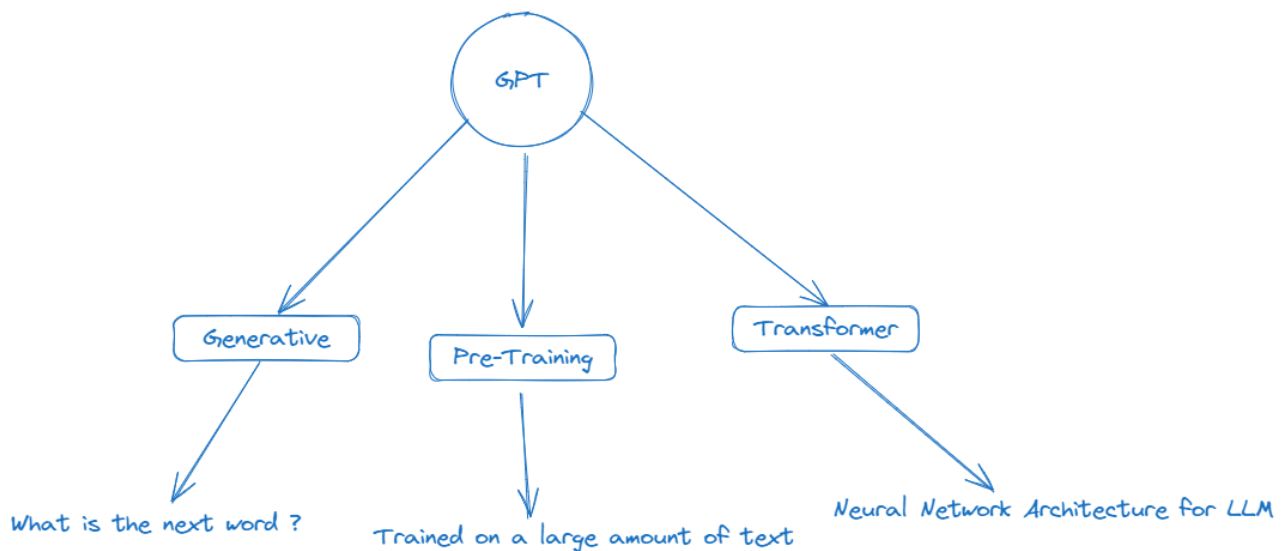 GPT
Generative
Pre-Training
Transformer
What is the next word ?
Trained on a large amount of text
Neural Network Architecture for LLM